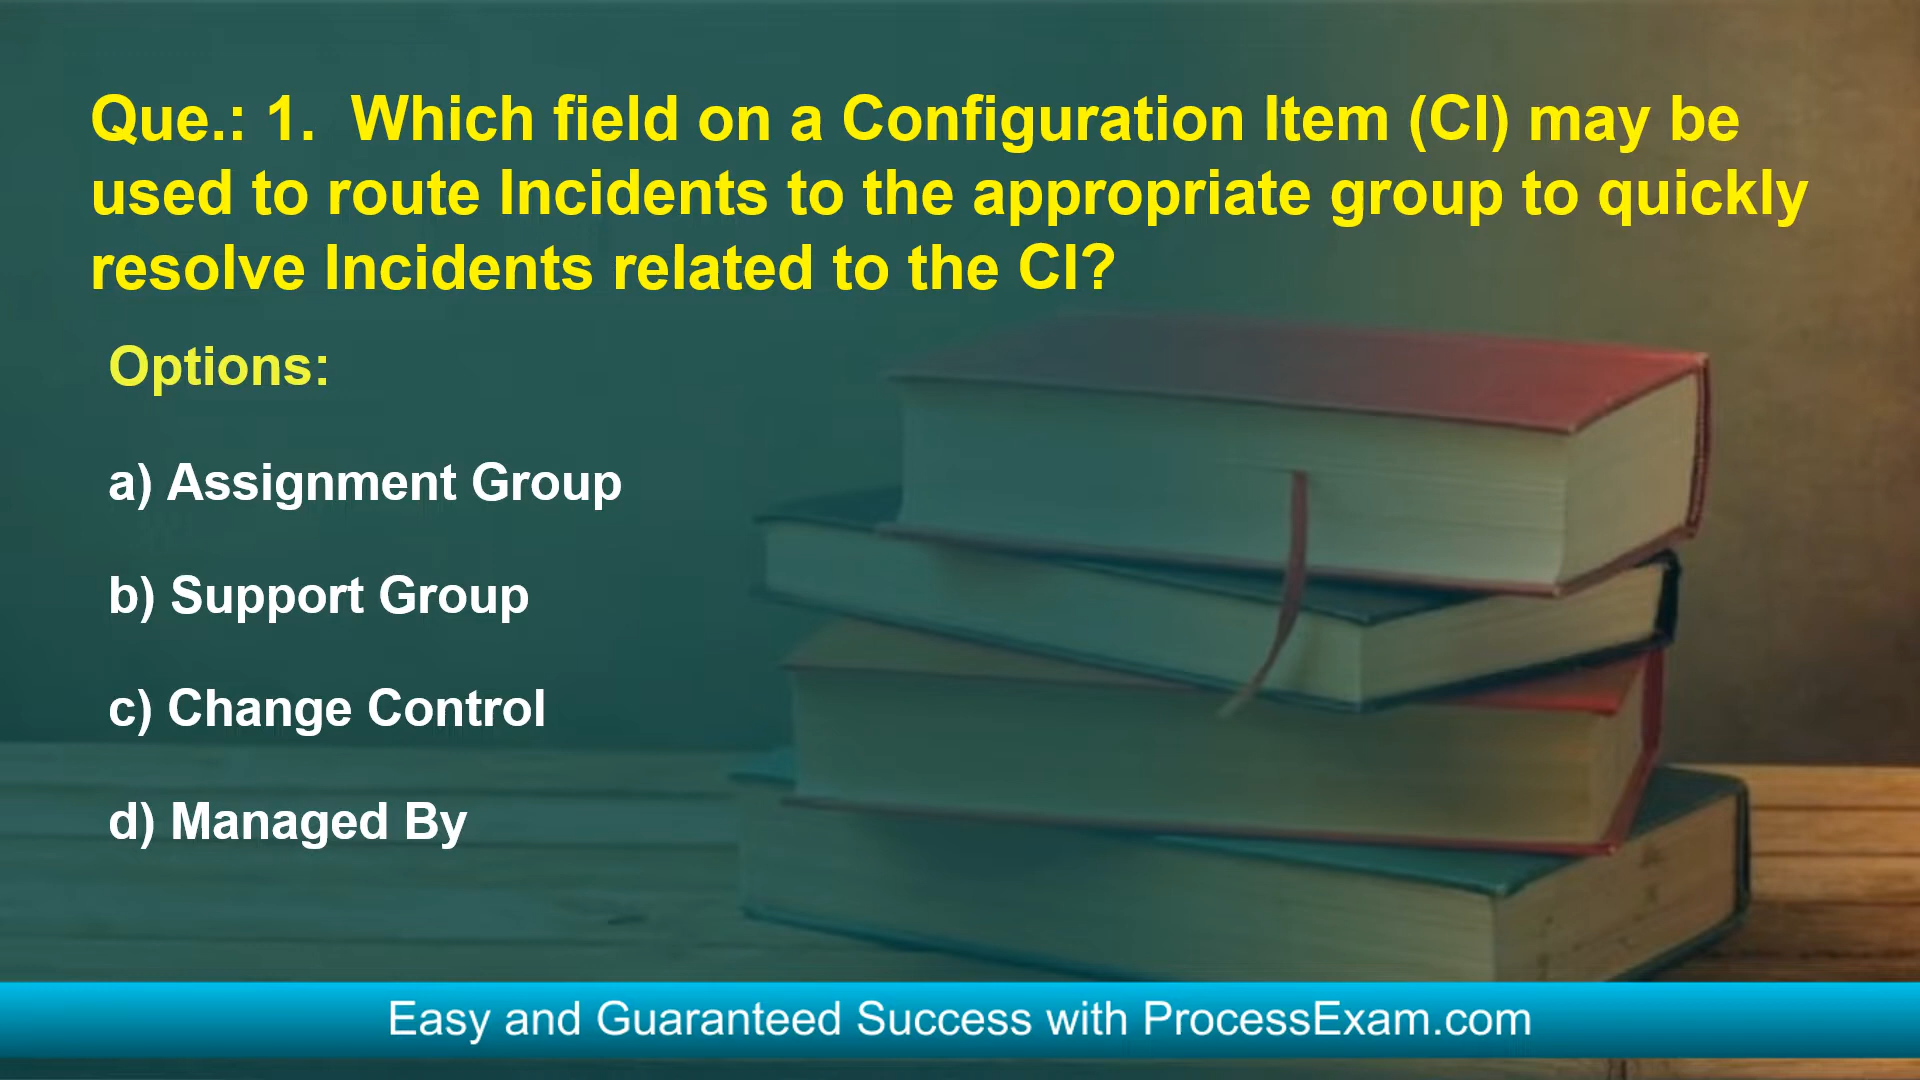 Que.: 1.  Which field on a Configuration Item (CI) may be
used to route Incidents to the appropriate group to quickly
resolve Incidents related to the CI?
Options:
a) Assignment Group
b) Support Group
c) Change Control
d) Managed By
Easy and Guaranteed Success with ProcessExam.com